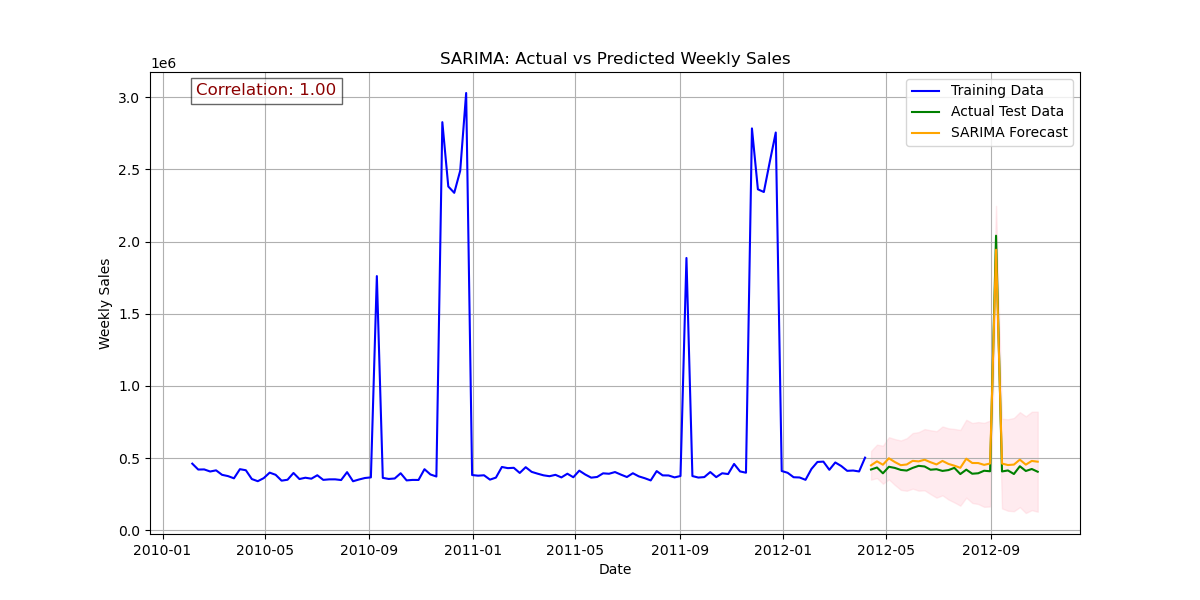 SARIMA: Actual vs Predicted Weekly Sales
1e6
Correlation: 1.00
Training Data
Actual Test Data
SARIMA Forecast
Weekly Sales
3.0
2.5
2.0
1.5
1.0
0.5
0.0
2010-01 2010-05 2010-09 2011-01 2011-05 2011-09 2012-01 2012-05 2012-09
Date